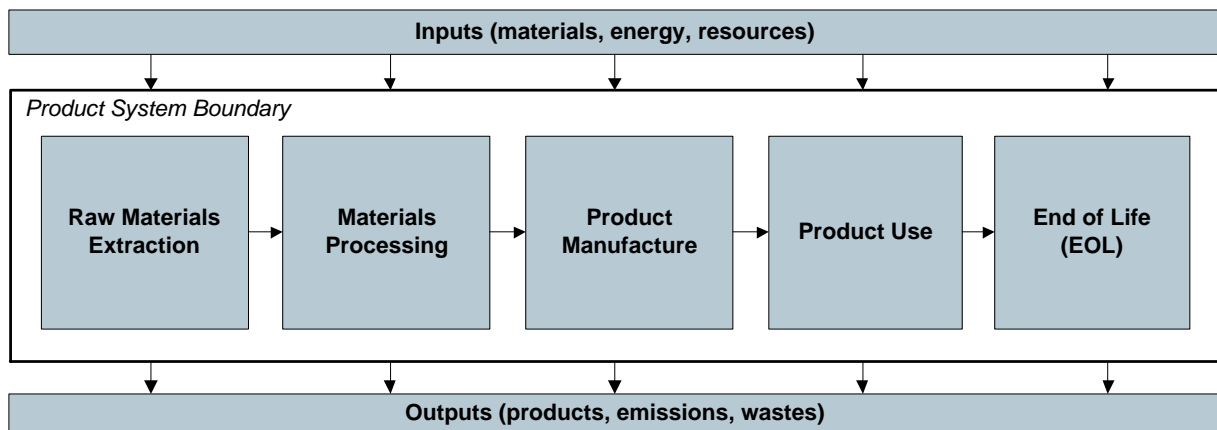 Inputs (materials, energy, resources)
Product System Boundary
Raw Materials
Extraction
Materials
Processing
Product
Manufacture
Product Use
End of Life
(EOL)
Outputs (products, emissions, wastes)